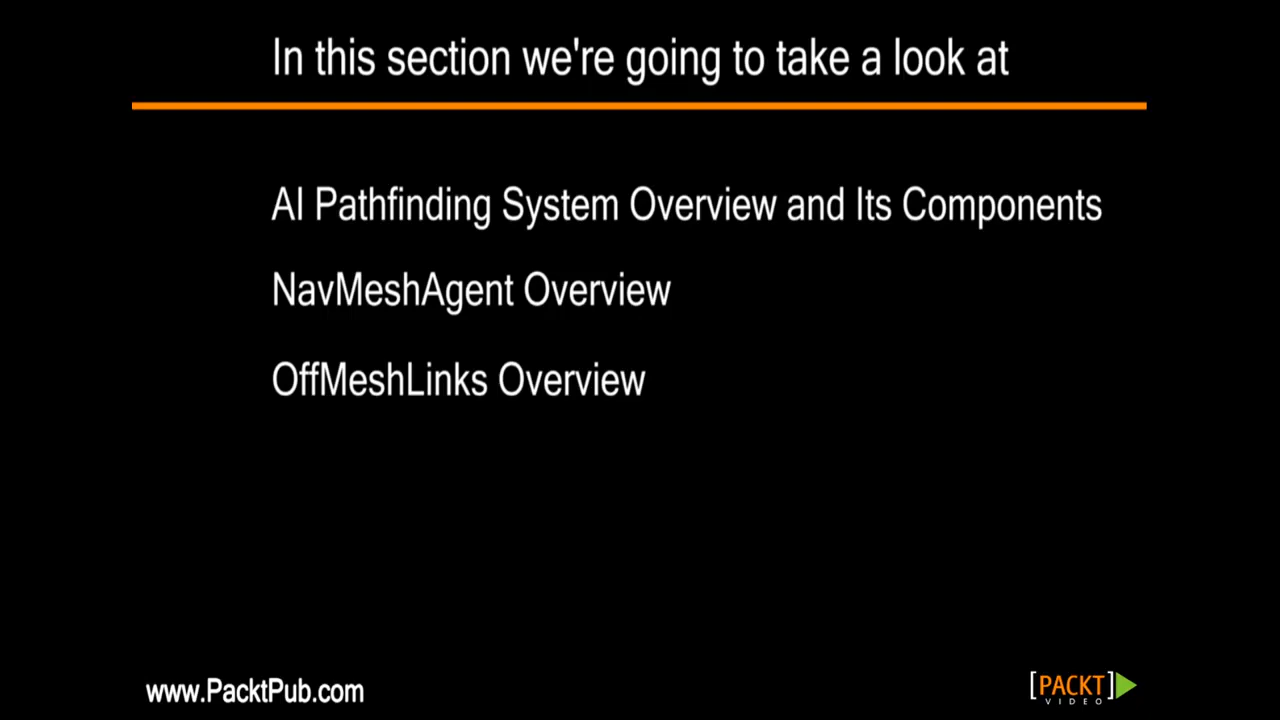 In this section we're going to take a look at
AI Pathfinding System Overview and Its Components
NavMeshAgent Overview
OffMeshLinks Overview
www.PacktPub.com
[PACKT]
VIDEO